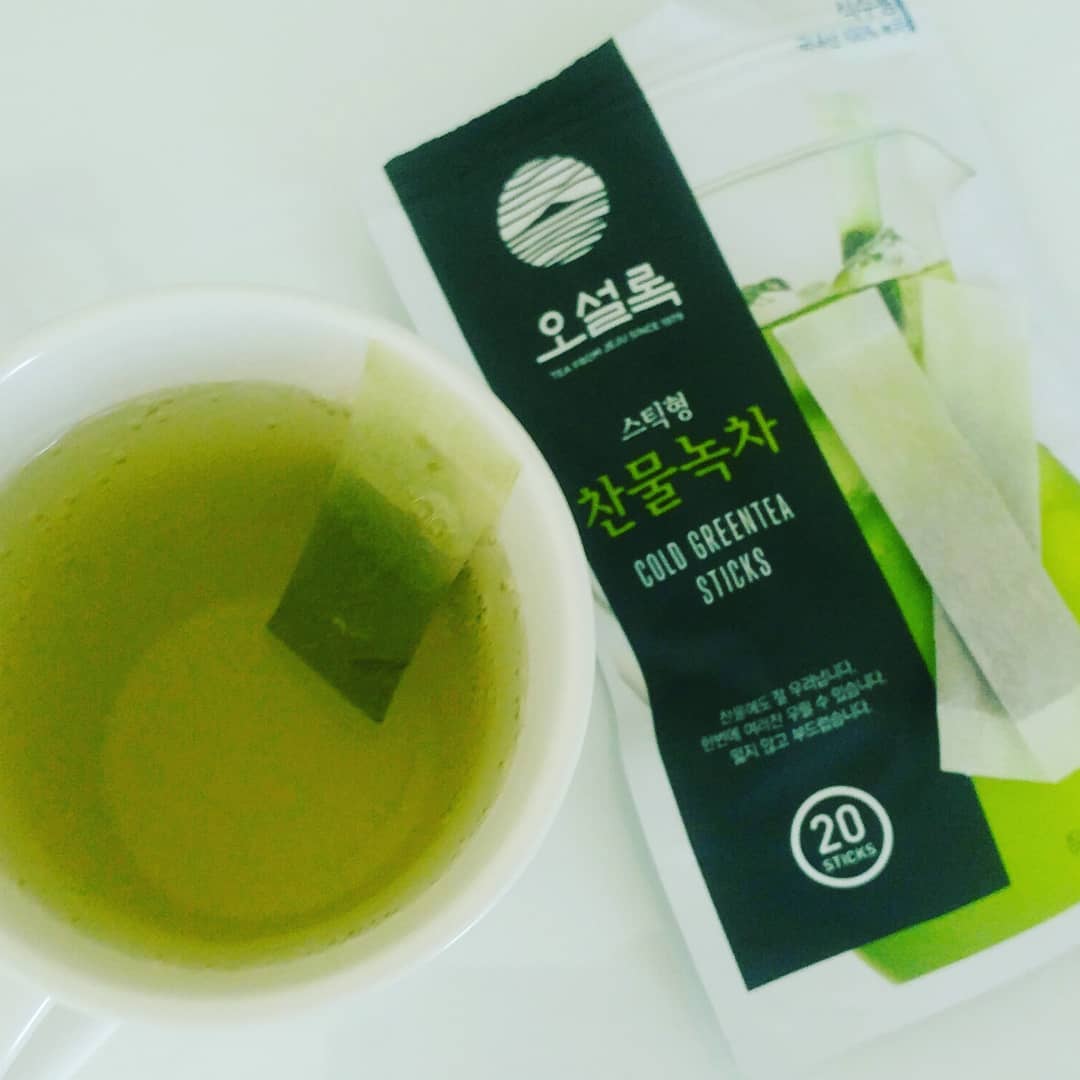 오설록
TEA FROM JEJU SINCE 1979
스틱형
찬물녹차
COLD GREENTEA
STICKS
찬물에도 잘 우러납니다.
한번에 여러잔 우릴 수 있습니다.
떫지 않고 부드럽습니다.
20
STICKS